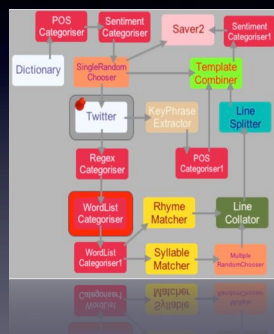 POS
Categoriser
Sentiment
Categoriser
Saver2
Sentiment
Categoriser1
Dictionary
SingleRandom
Chooser
Template
Combiner
Twitter
KeyPhrase
Extractor
Line
Splitter
Regex
Categoriser
POS
Categoriser1
WordList
Categoriser
Rhyme
Matcher
Line
Collator
WordList
Categoriser1
Syllable
Matcher
Multiple
RandomChooser